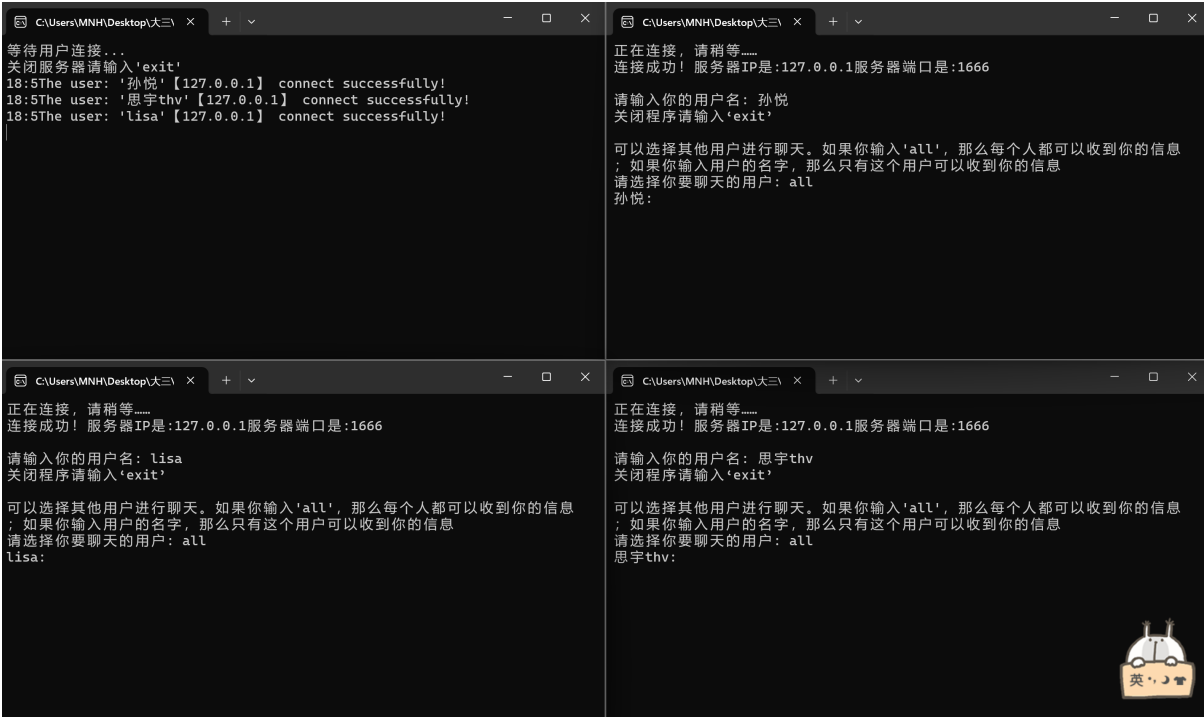 C:\Users\MNH\Desktop\大三\
等待用户连接...
关闭服务器请输入'exit'
18:5The user: '孙悦'【127.0.0.1】 connect successfully!
18:5The user: '思宇thv'【127.0.0.1】 connect successfully!
18:5The user: 'lisa'【127.0.0.1】 connect successfully!
C:\Users\MNH\Desktop\大三\
正在连接, 请稍等……
连接成功! 服务器IP是:127.0.0.1服务器端口是:1666
请输入你的用户名: 孙悦
关闭程序请输入‘exit’
可以选择其他用户进行聊天。如果你输入'all', 那么每个人都可以收到你的信息
; 如果你输入用户的名字, 那么只有这个用户可以收到你的信息
请选择你要聊天的用户: all
孙悦:
C:\Users\MNH\Desktop\大三\
正在连接, 请稍等……
连接成功! 服务器IP是:127.0.0.1服务器端口是:1666
请输入你的用户名: lisa
关闭程序请输入‘exit’
可以选择其他用户进行聊天。如果你输入'all', 那么每个人都可以收到你的信息
; 如果你输入用户的名字, 那么只有这个用户可以收到你的信息
请选择你要聊天的用户: all
lisa:
C:\Users\MNH\Desktop\大三\
正在连接, 请稍等……
连接成功! 服务器IP是:127.0.0.1服务器端口是:1666
请输入你的用户名: 思宇thv
关闭程序请输入‘exit’
可以选择其他用户进行聊天。如果你输入'all', 那么每个人都可以收到你的信息
; 如果你输入用户的名字, 那么只有这个用户可以收到你的信息
请选择你要聊天的用户: all
思宇thv:
英